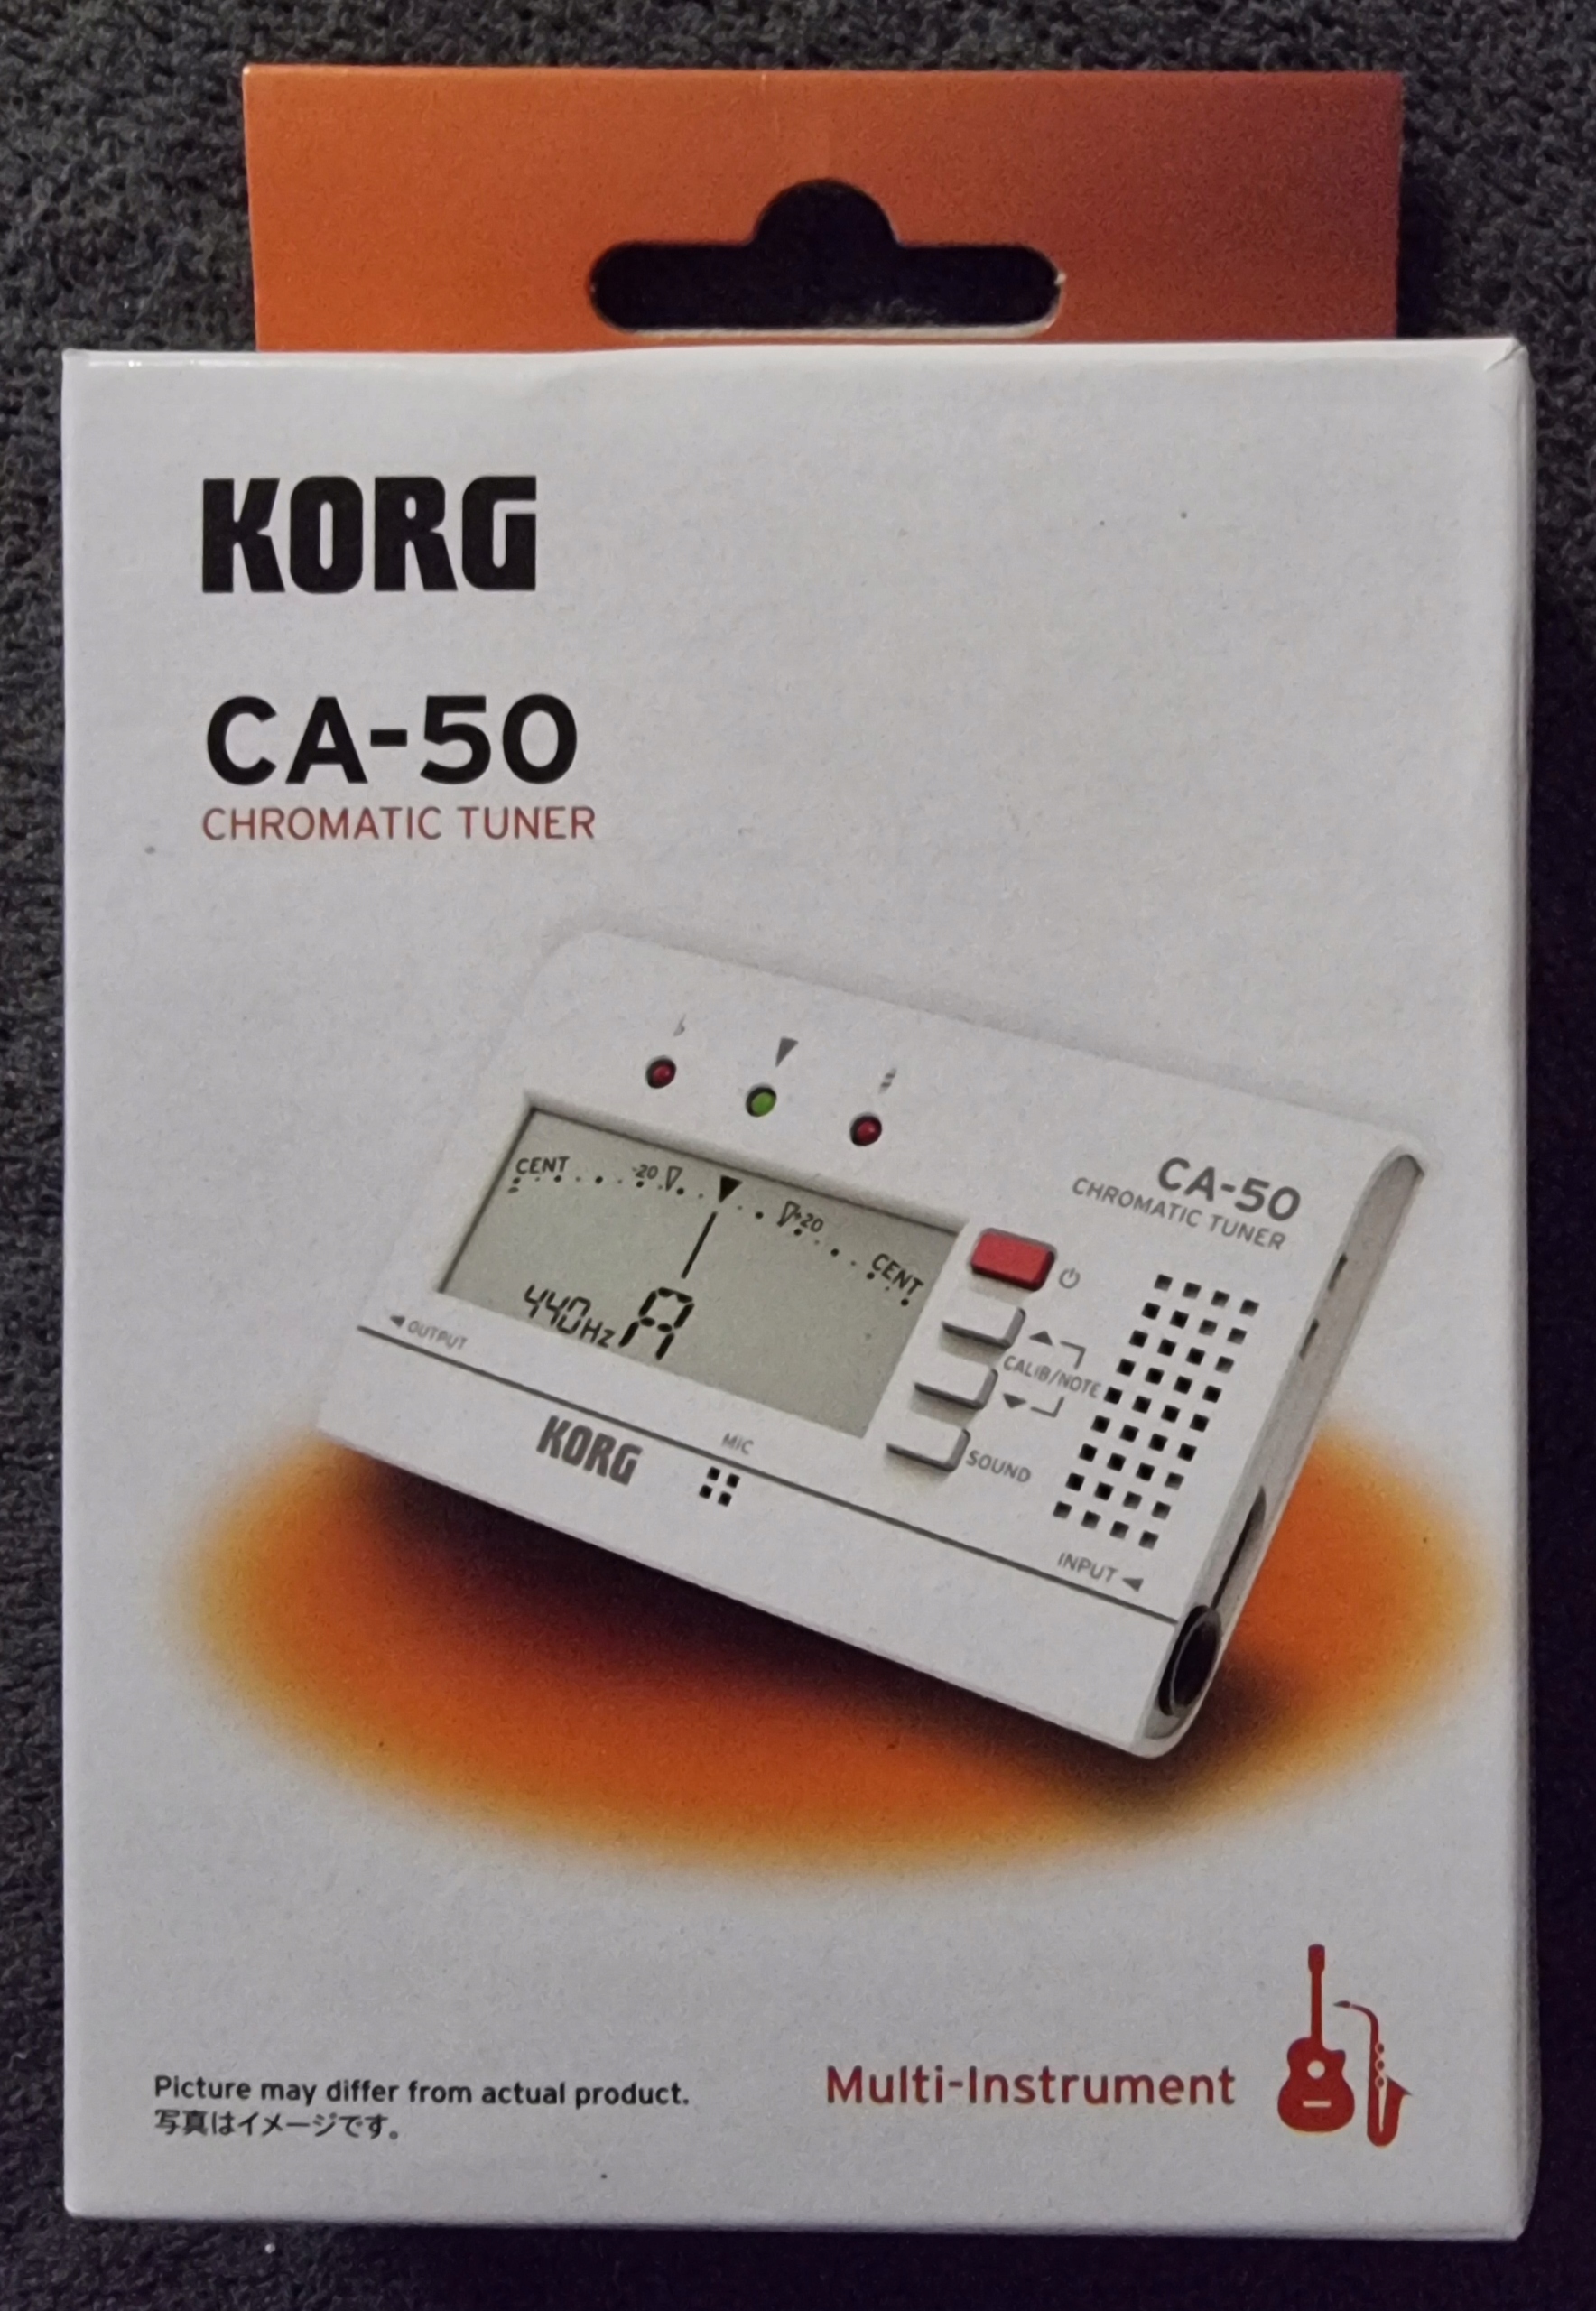 KORG
CA-50
CHROMATIC TUNER
CA-50
CHROMATIC TUNER
CENT -20 +20 CENT
440Hz A
CALIB/NOTE
SOUND
OUTPUT
KORG
MIC
INPUT
Multi-Instrument
Picture may differ from actual product.
写真はイメージです。